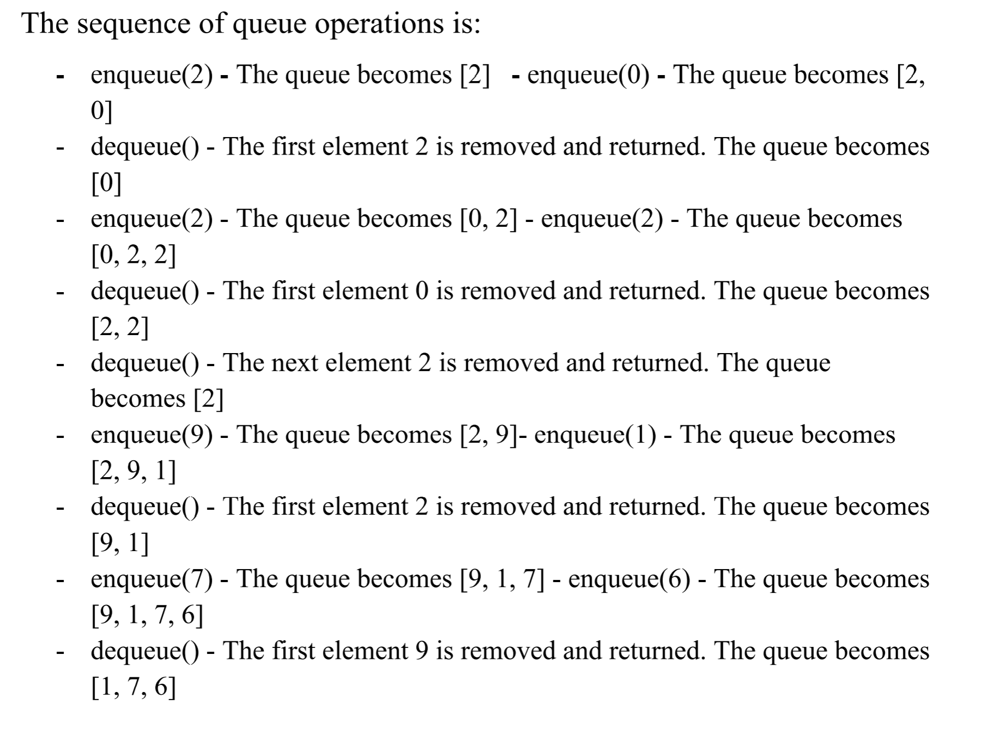 The sequence of queue operations is:
- enqueue(2) - The queue becomes [2] - enqueue(0) - The queue becomes [2,
0]
- dequeue() - The first element 2 is removed and returned. The queue becomes
[0]
- enqueue(2) - The queue becomes [0, 2] - enqueue(2) - The queue becomes
[0, 2, 2]
- dequeue() - The first element 0 is removed and returned. The queue becomes
[2, 2]
- dequeue() - The next element 2 is removed and returned. The queue
becomes [2]
- enqueue(9) - The queue becomes [2, 9]- enqueue(1) - The queue becomes
[2, 9, 1]
- dequeue() - The first element 2 is removed and returned. The queue becomes
[9, 1]
- enqueue(7) - The queue becomes [9, 1, 7] - enqueue(6) - The queue becomes
[9, 1, 7, 6]
- dequeue() - The first element 9 is removed and returned. The queue becomes
[1, 7, 6]